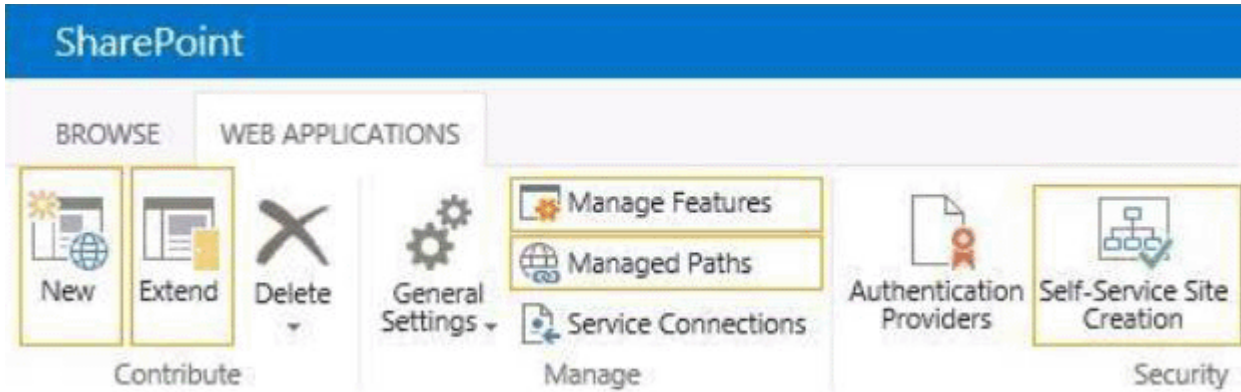 SharePoint
BROWSE WEB APPLICATIONS
New
Extend
Delete
General
Settings
Manage Features
Managed Paths
Service Connections
Authentication
Providers
Self-Service Site
Creation
Contribute
Manage
Security